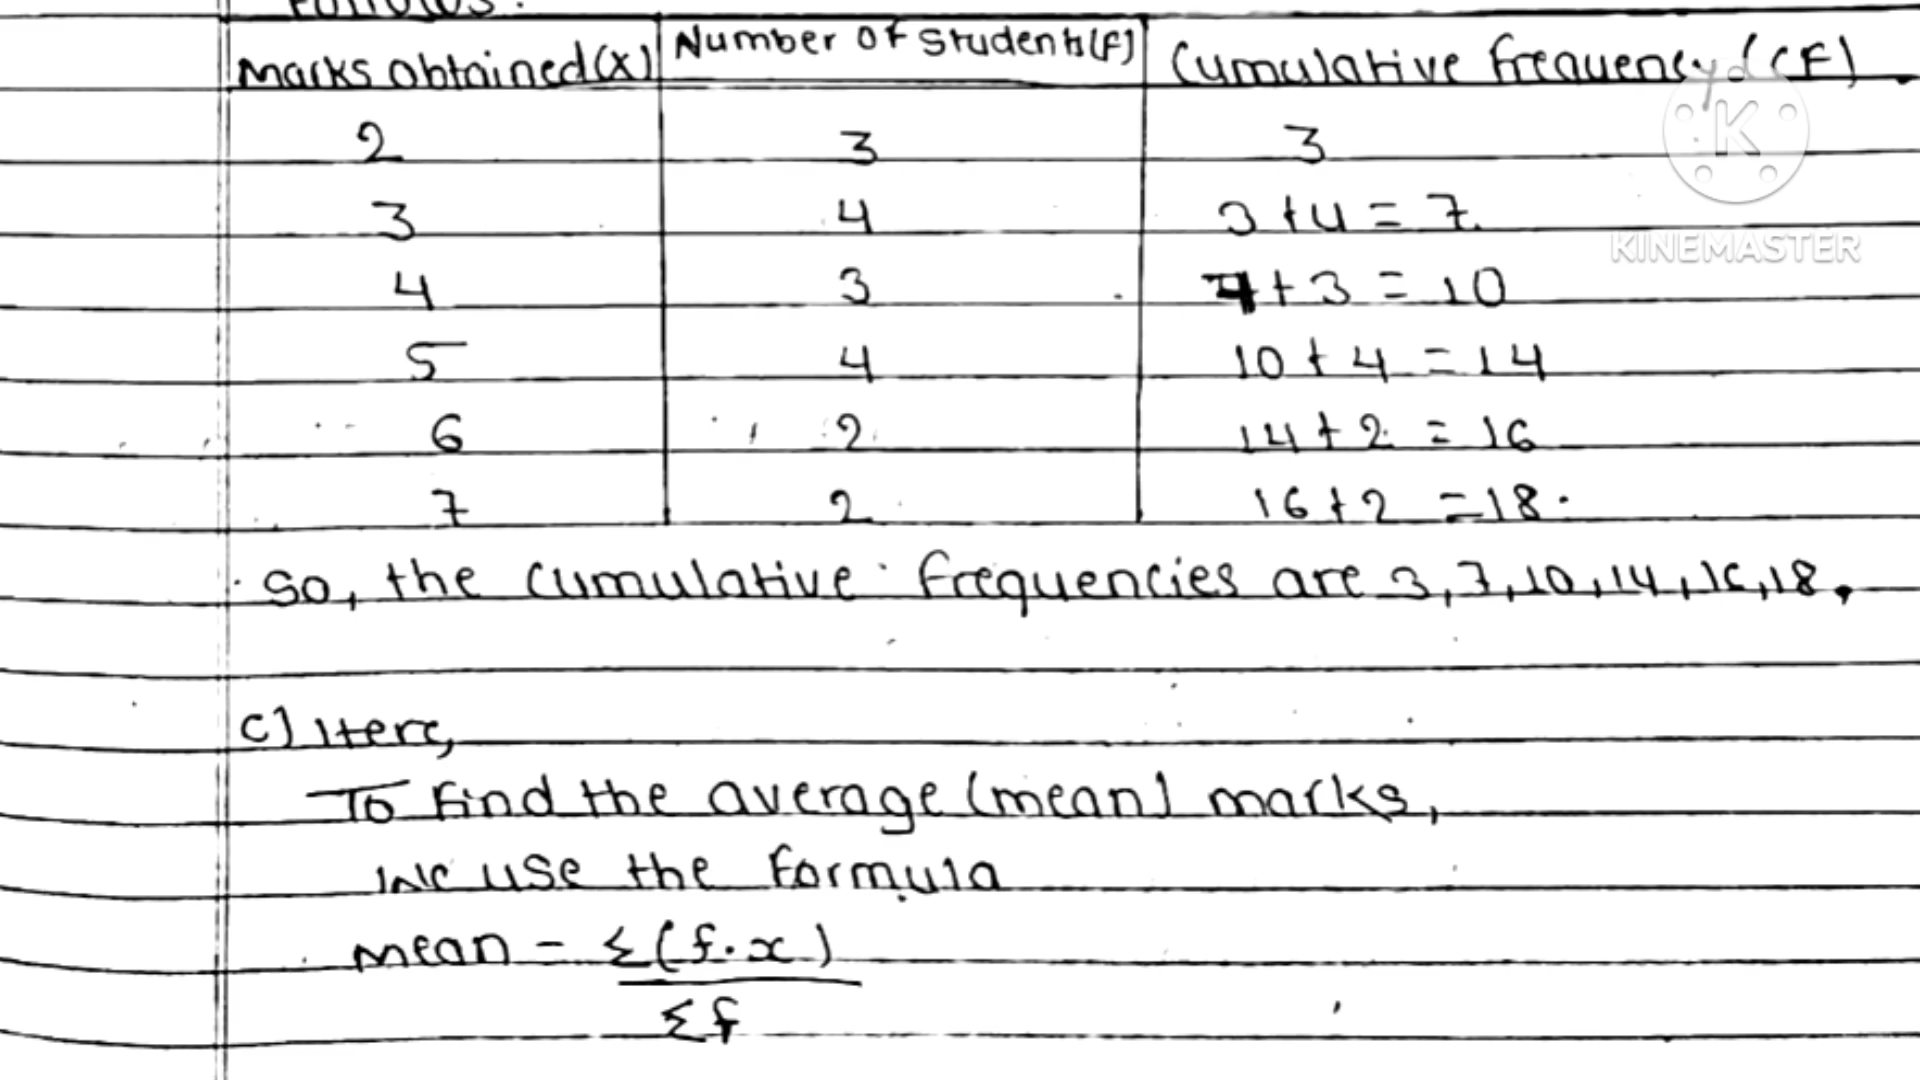 Follows:
Marks obtained(x) Number of Students(F) Cumulative frequency(CF)
2 3 3
3 4 3+4=7
4 3 7+3=10
5 4 10+4=14
6 2 14+2=16
7 2 16+2=18.
So, the cumulative frequencies are 3,7,10,14,16,18.
C) Here,
To find the average (mean) marks,
we use the formula
mean = Σ(f.x)
Σf
K
KINEMASTER